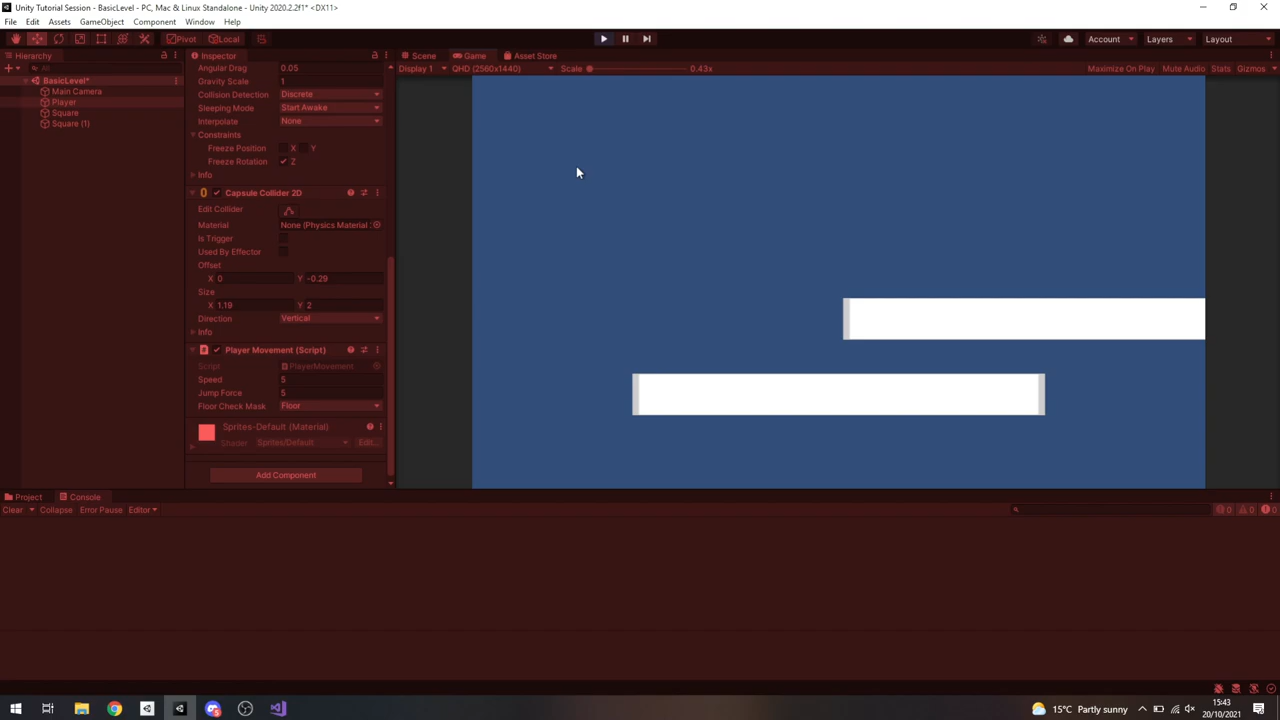 Unity Tutorial Session - BasicLevel - PC, Mac & Linux Standalone - Unity 2020.2.2f1* <DX11>
File Edit Assets GameObject Component Window Help
Pivot Local Account Layers Layout
Hierarchy Inspector Scene Game Asset Store
All Angular Drag 0.05 Display 1 QHD (2560x1440) Scale 0.43x Maximize On Play Mute Audio Stats Gizmos
BasicLevel* Gravity Scale 1
Main Camera Collision Detection Discrete
Player Sleeping Mode Start Awake
Square Interpolate None
Square (1) Constraints
Freeze Position X Y
Freeze Rotation Z
Info
Capsule Collider 2D
Edit Collider
Material None (Physics Material
Is Trigger
Used By Effector
Offset
X 0 Y -0.29
Size
X 1.19 Y 2
Direction Vertical
Info
Player Movement (Script)
Script PlayerMovement
Speed 5
Jump Force 5
Floor Check Mask Floor
Sprites-Default (Material)
Shader Sprites/Default Edit...
Add Component
Project Console
Clear Collapse Error Pause Editor 0 0 0
15°C Partly sunny 15:43
20/10/2021